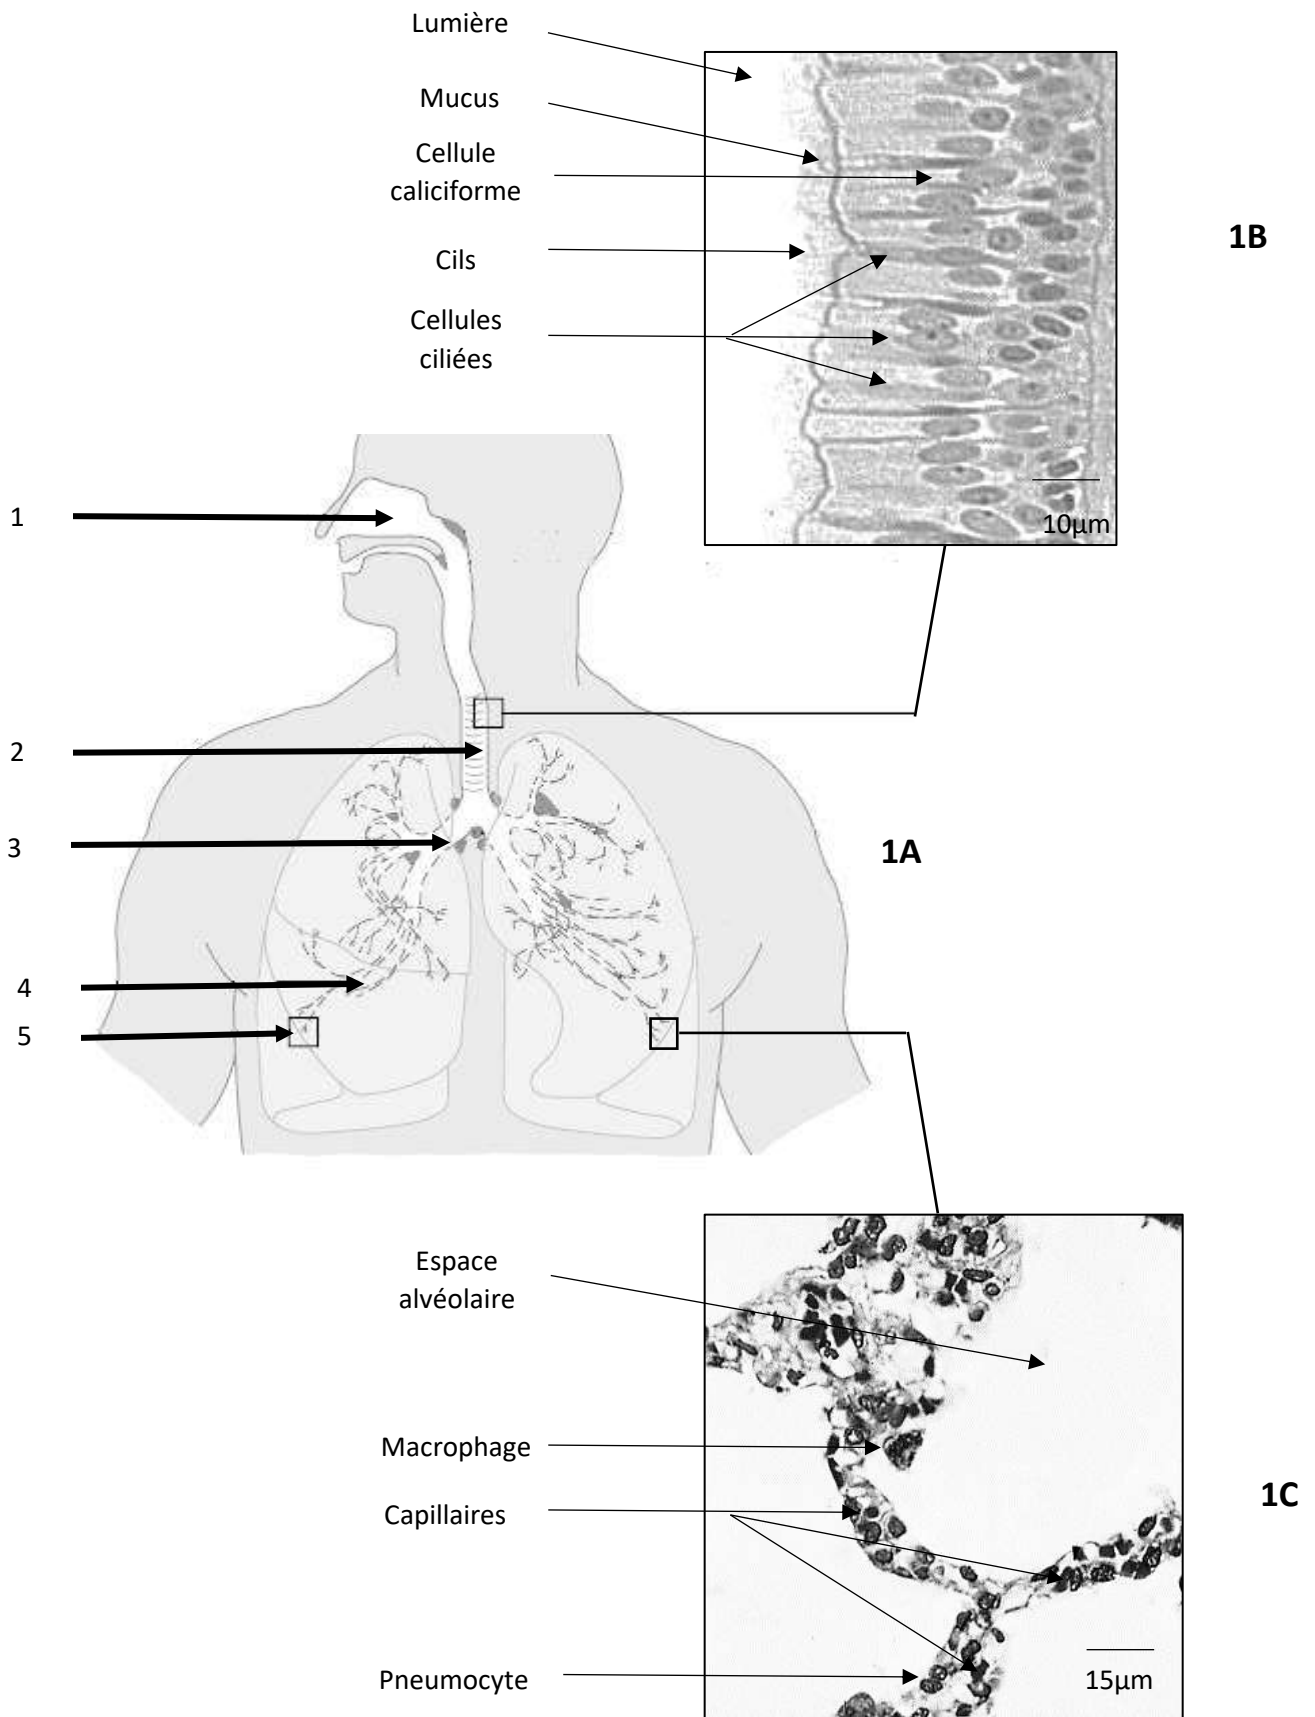 Lumière
Mucus
Cellule
caliciforme
Cils
Cellules
ciliées
1B
10µm
1
2
3
4
5
1A
Espace
alvéolaire
Macrophage
Capillaires
Pneumocyte
1C
15µm